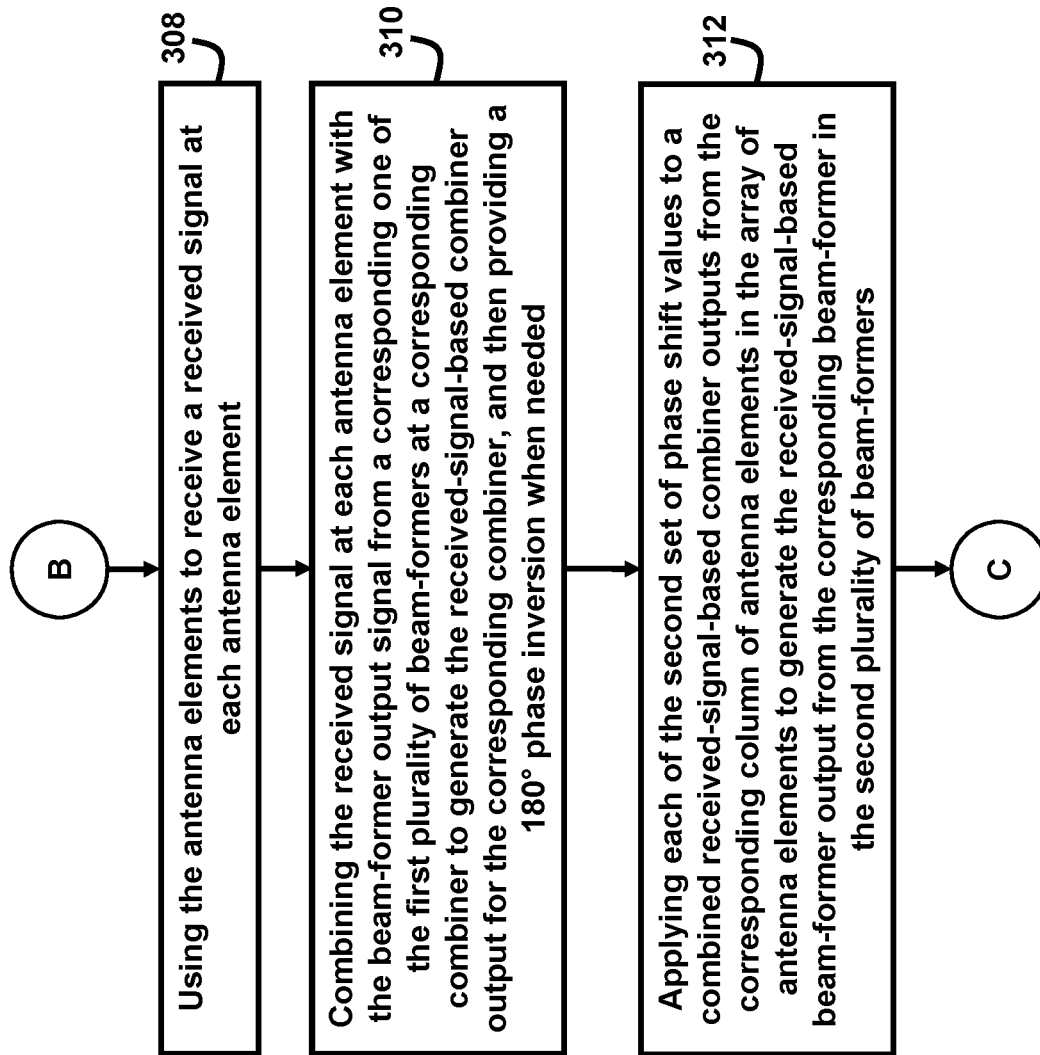 B
308
Using the antenna elements to receive a received signal at
each antenna element
310
Combining the received signal at each antenna element with
the beam-former output signal from a corresponding one of
the first plurality of beam-formers at a corresponding
combiner to generate the received-signal-based combiner
output for the corresponding combiner, and then providing a
180° phase inversion when needed
312
Applying each of the second set of phase shift values to a
combined received-signal-based combiner outputs from the
corresponding column of antenna elements in the array of
antenna elements to generate the received-signal-based
beam-former output from the corresponding beam-former in
the second plurality of beam-formers
C